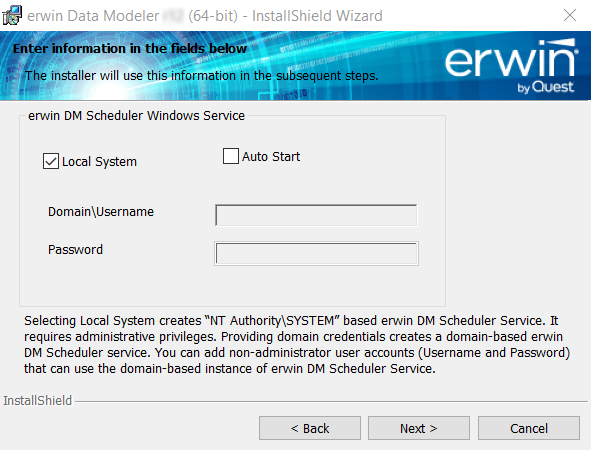 erwin Data Modeler (64-bit) - InstallShield Wizard
Enter information in the fields below
The installer will use this information in the subsequent steps.
erwin
by Quest
erwin DM Scheduler Windows Service
Local System
Auto Start
Domain\Username
Password
Selecting Local System creates “NT Authority\SYSTEM” based erwin DM Scheduler Service. It
requires administrative privileges. Providing domain credentials creates a domain-based erwin
DM Scheduler service. You can add non-administrator user accounts (Username and Password)
that can use the domain-based instance of erwin DM Scheduler Service.
InstallShield
< Back
Next >
Cancel